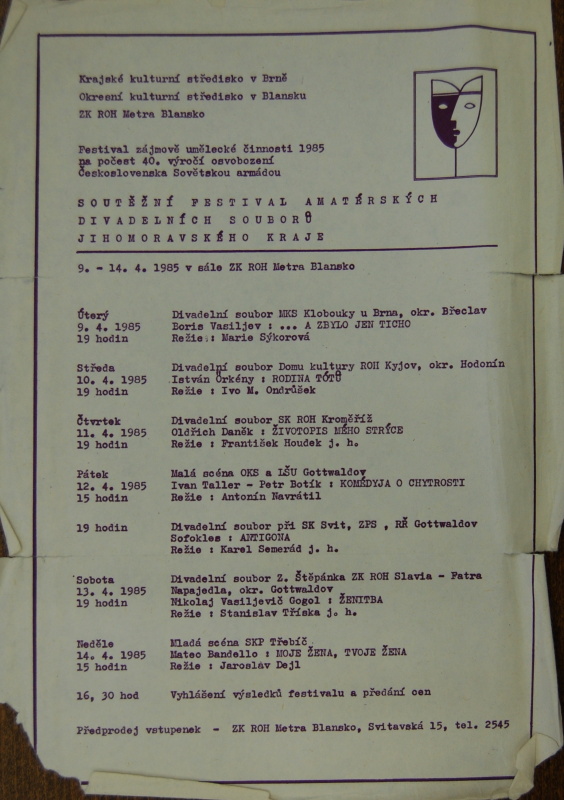 Krajské kulturní středisko v Brně
Okresní kulturní středisko v Blansku
ZK ROH Metra Blansko
Festival zájmově umělecké činnosti 1985
na počest 40. výročí osvobození
Československa Sovětskou armádou
SOUTĚŽNÍ FESTIVAL AMATÉRSKÝCH
DIVADELNÍCH SOUBORŮ
JIHOMORAVSKÉHO KRAJE
9. - 14. 4. 1985 v sále ZK ROH Metra Blansko
Úterý Divadelní soubor MKS Klobouky u Brna, okr. Břeclav
9. 4. 1985 Boris Vasiljev : ... A ZBYLO JEN TICHO
19 hodin Režie : Marie Sýkorová
Středa Divadelní soubor Domu kultury ROH Kyjov, okr. Hodonín
10. 4. 1985 István Örkény : RODINA TÓTŮ
19 hodin Režie : Ivo M. Ondrůšek
Čtvrtek Divadelní soubor SK ROH Kroměříž
11. 4. 1985 Oldřich Daněk : ŽIVOTOPIS MÉHO STRÝCE
19 hodin Režie : František Houdek j. h.
Pátek Malá scéna OKS a LŠU Gottwaldov
12. 4. 1985 Ivan Taller - Petr Botík : KOMÉDYJA O CHYTROSTI
15 hodin Režie : Antonín Navrátil
19 hodin Divadelní soubor při SK Svit, ZPS , RŘ Gottwaldov
Sofokles : ANTIGONA
Režie : Karel Semerád j. h.
Sobota Divadelní soubor Z. Štěpánka ZK ROH Slavia - Fatra
13. 4. 1985 Napajedla, okr. Gottwaldov
19 hodin Nikolaj Vasiljevič Gogol : ŽENITBA
Režie : Stanislav Tříska j. h.
Neděle Mladá scéna SKP Třebíč
14. 4. 1985 Mateo Bandello : MOJE ŽENA, TVOJE ŽENA
15 hodin Režie : Jaroslav Dejl
16, 30 hod Vyhlášení výsledků festivalu a předání cen
Předprodej vstupenek - ZK ROH Metra Blansko, Svitavská 15, tel. 2545